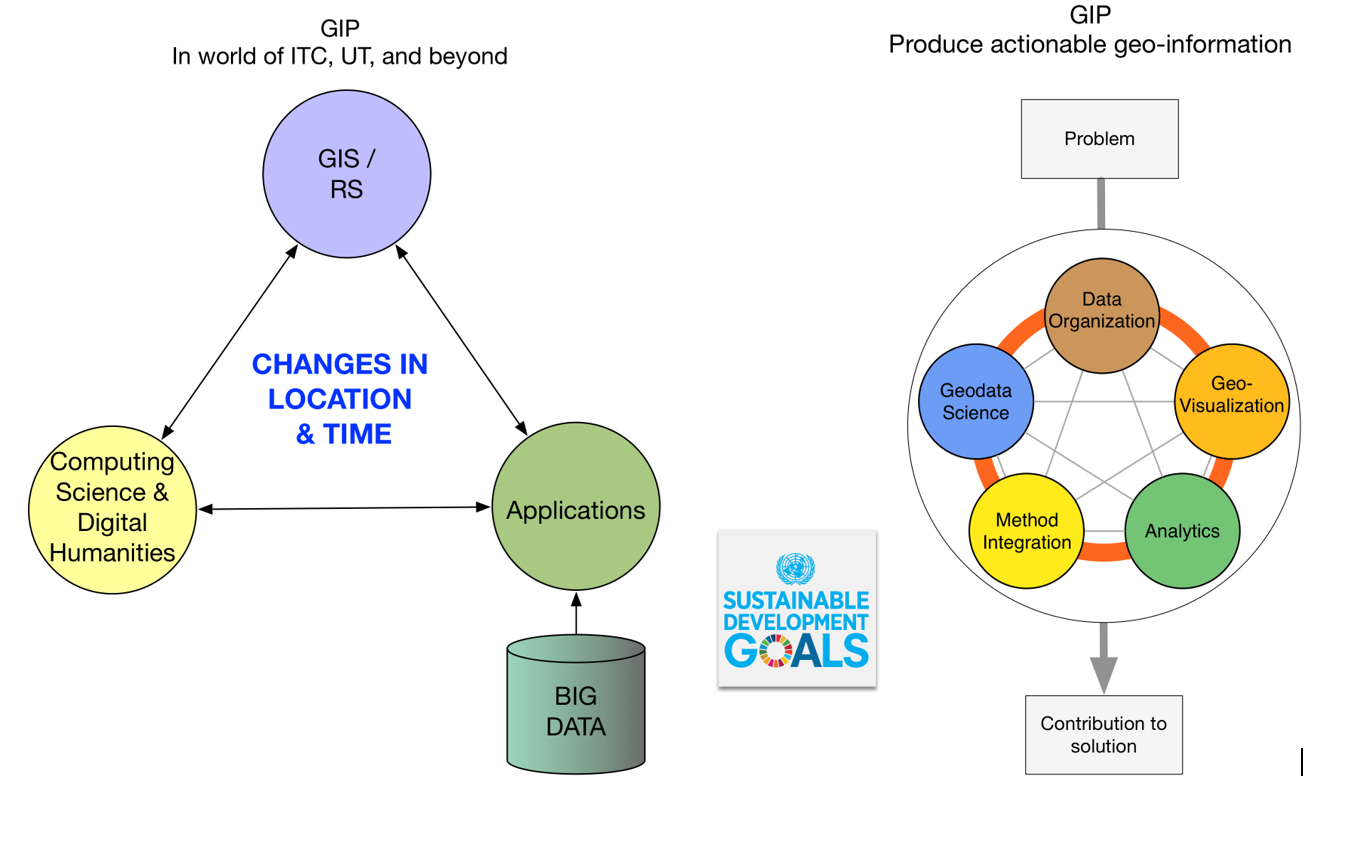 GIP
In world of ITC, UT, and beyond
GIS /
RS
CHANGES IN
LOCATION
& TIME
Computing
Science &
Digital
Humanities
Applications
BIG
DATA
SUSTAINABLE
DEVELOPMENT
GOALS
GIP
Produce actionable geo-information
Problem
Data
Organization
Geodata
Science
Geo-
Visualization
Method
Integration
Analytics
Contribution to
solution